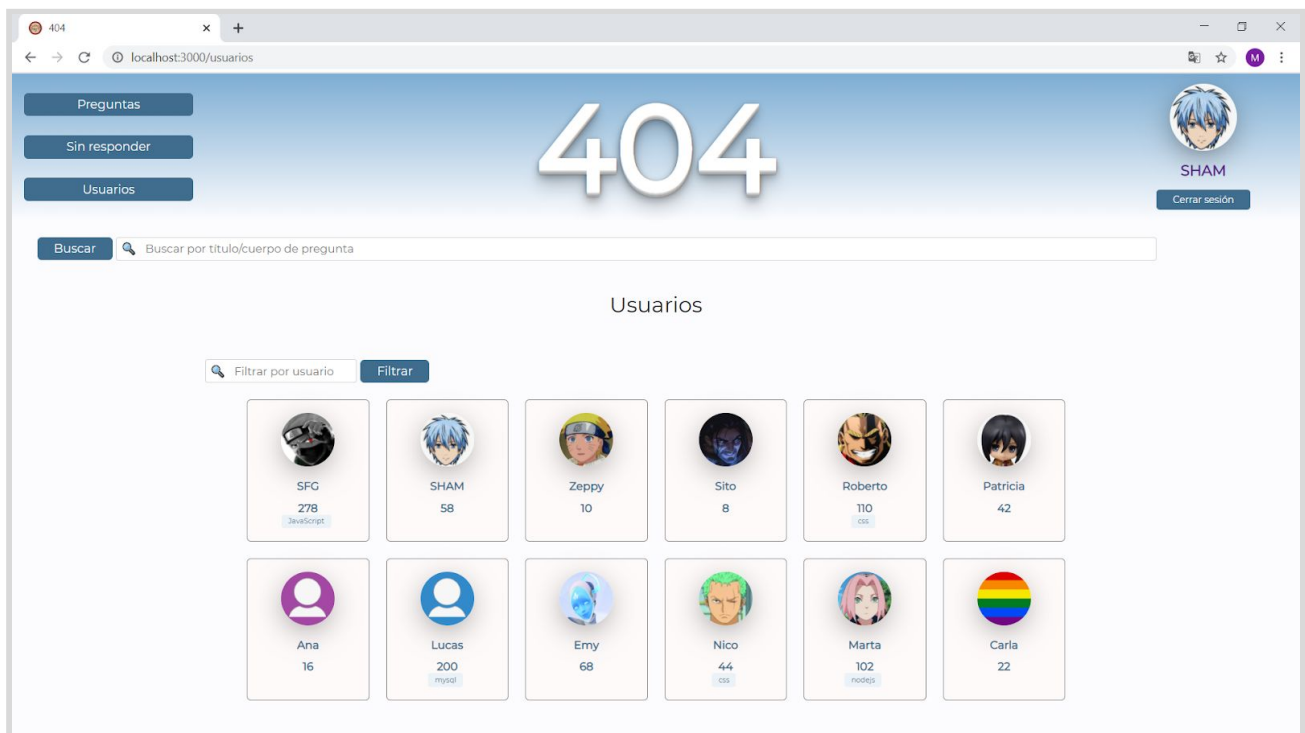 404
localhost:3000/usuarios
M
Preguntas
Sin responder
Usuarios
404
SHAM
Cerrar sesión
Buscar
Buscar por título/cuerpo de pregunta
Usuarios
Filtrar por usuario
Filtrar
SFG
278
JavaScript
SHAM
58
Zeppy
10
Sito
8
Roberto
110
css
Patricia
42
Ana
16
Lucas
200
mysql
Emy
68
Nico
44
css
Marta
102
nodejs
Carla
22